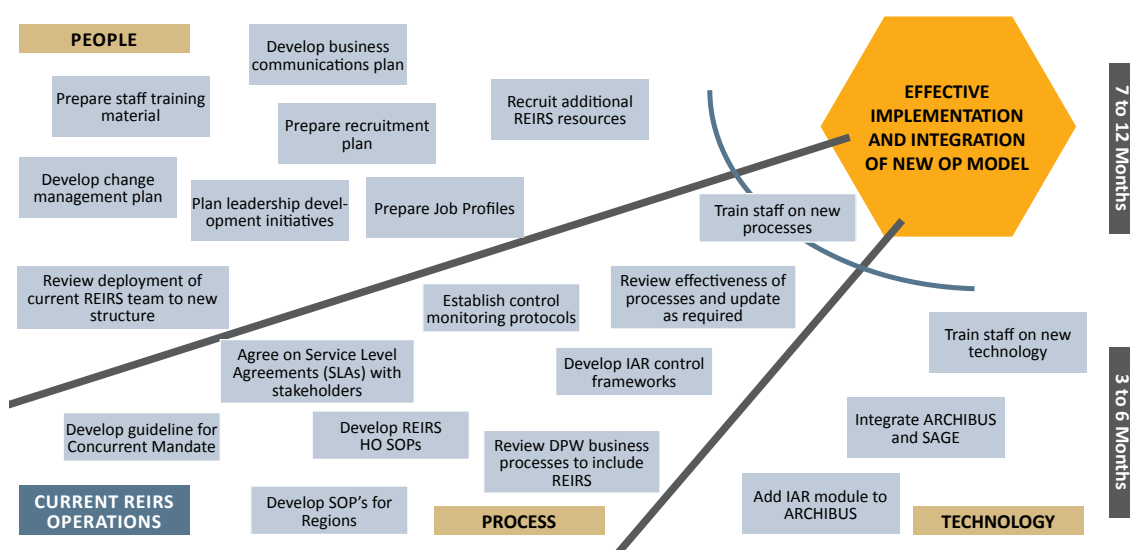 PEOPLE
Develop business
communications plan
Prepare staff training
material
Prepare recruitment
plan
Recruit additional
REIRS resources
EFFECTIVE
IMPLEMENTATION
AND INTEGRATION
OF NEW OP MODEL
7 to 12 Months
Develop change
management plan
Plan leadership devel-
opment initiatives
Prepare Job Profiles
Train staff on new
processes
Review deployment of
current REIRS team to new
structure
Establish control
monitoring protocols
Review effectiveness of
processes and update
as required
Train staff on new
technology
Agree on Service Level
Agreements (SLAs) with
stakeholders
Develop IAR control
frameworks
3 to 6 Months
Develop guideline for
Concurrent Mandate
Develop REIRS
HO SOPs
Review DPW business
processes to include
REIRS
Integrate ARCHIBUS
and SAGE
CURRENT REIRS
OPERATIONS
Develop SOP's for
Regions
PROCESS
Add IAR module to
ARCHIBUS
TECHNOLOGY